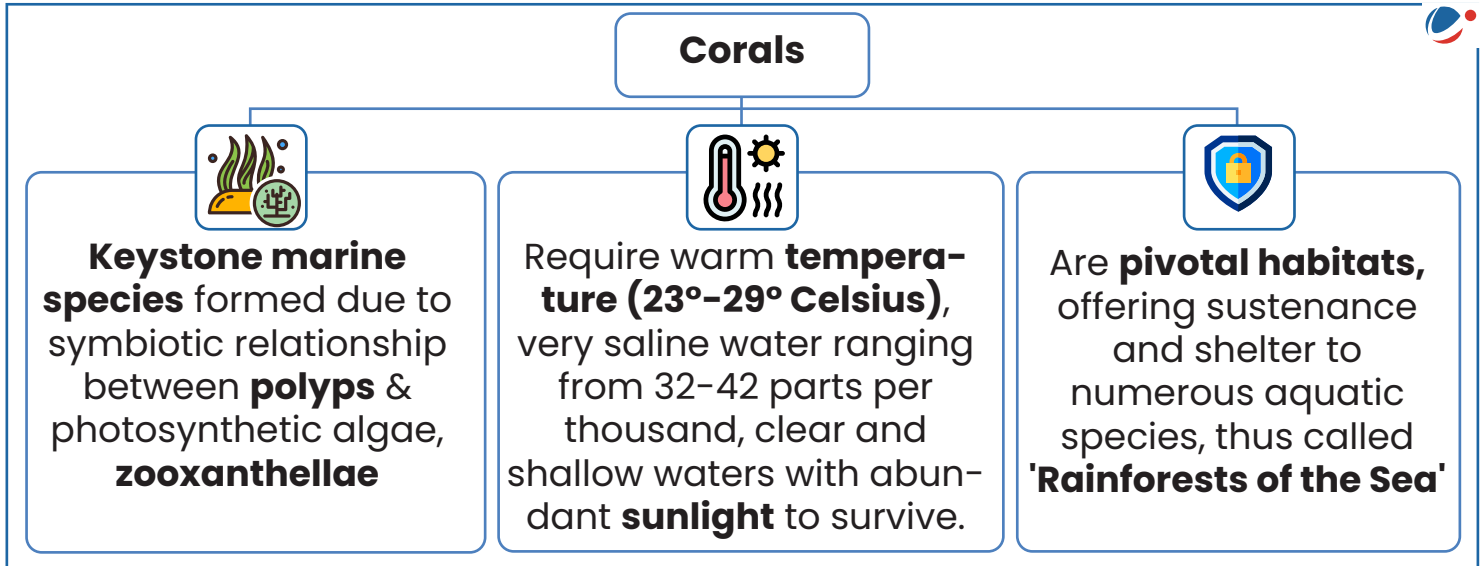 Corals
Keystone marine
species formed due to
symbiotic relationship
between polyps &
photosynthetic algae,
zooxanthellae
Require warm tempera-
ture (23°-29° Celsius),
very saline water ranging
from 32-42 parts per
thousand, clear and
shallow waters with abun-
dant sunlight to survive.
Are pivotal habitats,
offering sustenance
and shelter to
numerous aquatic
species, thus called
'Rainforests of the Sea'